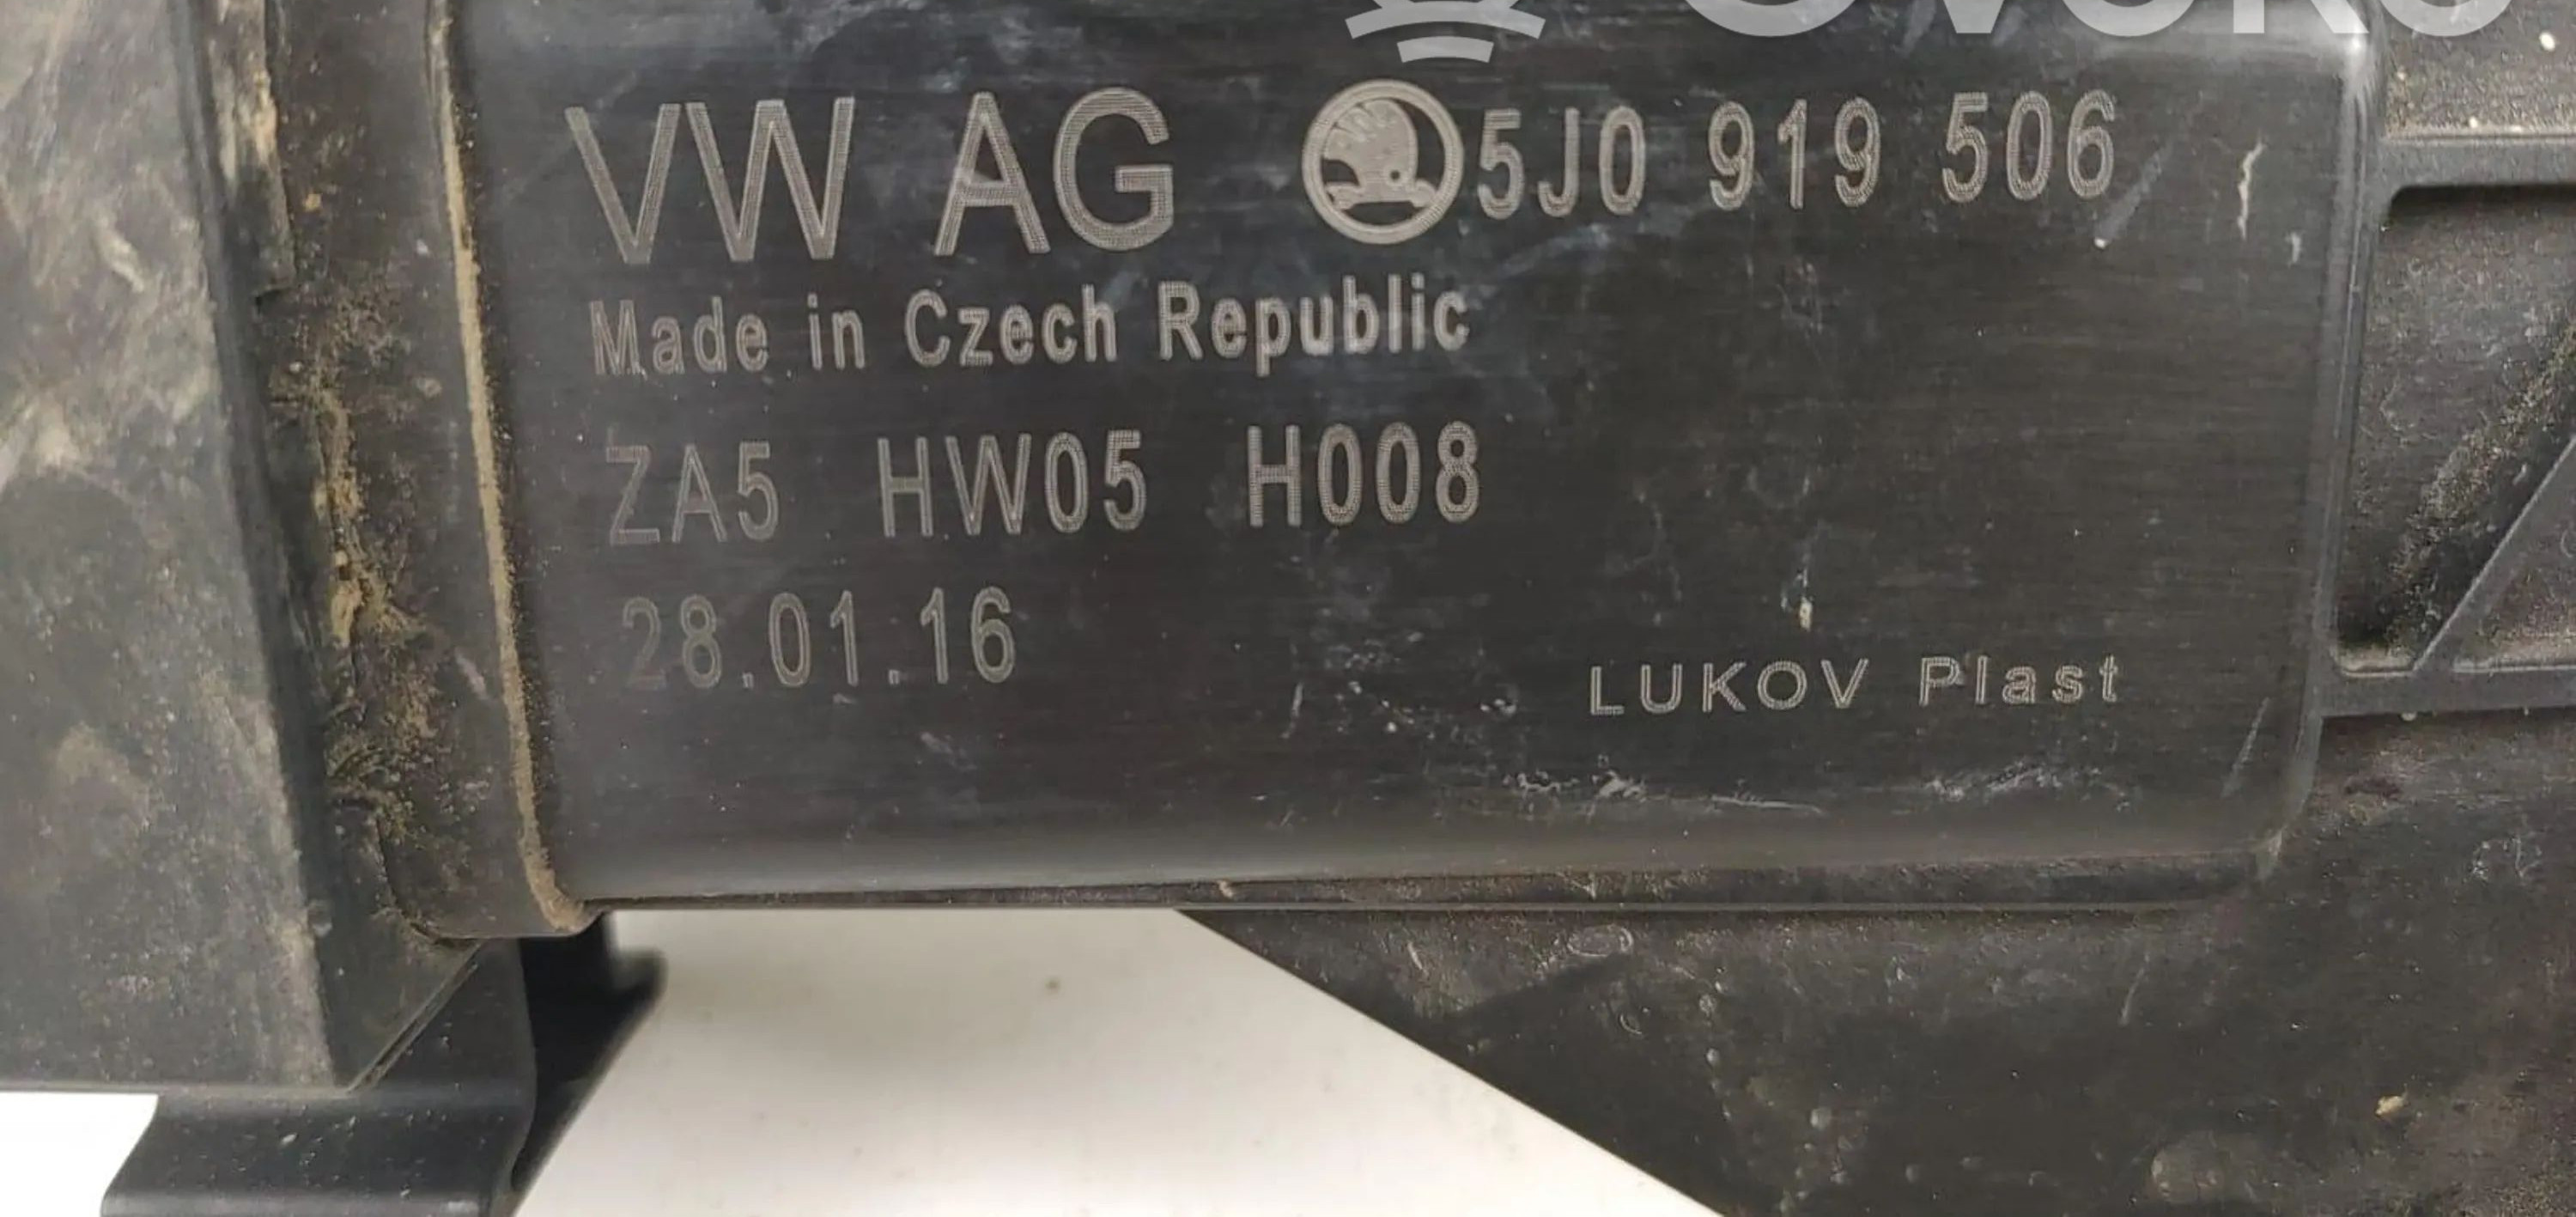 VW AG 5J0 919 506
Made in Czech Republic
ZA5 HW05 H008
28.01.16
LUKOV Plast